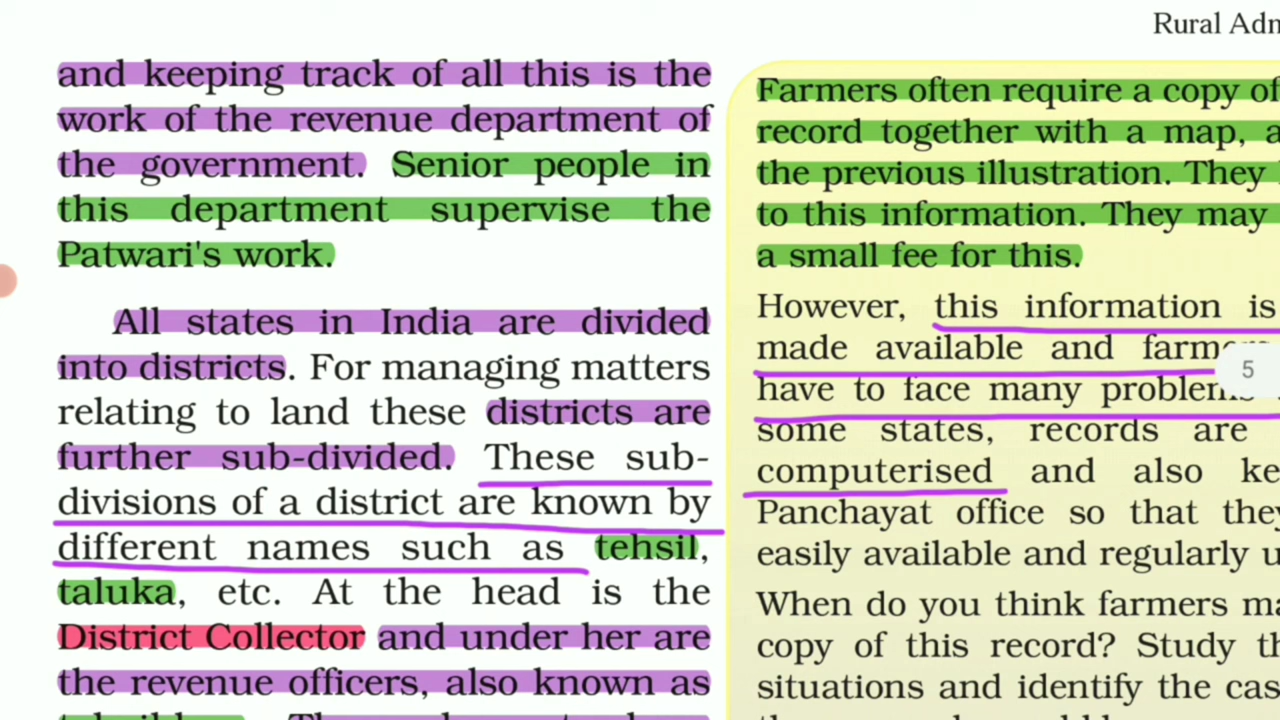 Rural
and keeping track of all this is the
work of the revenue department of
the government. Senior people in
this department supervise the
Patwari's work.
All states in India are divided
into districts. For managing matters
relating to land these districts are
further sub-divided. These sub-
divisions of a district are known by
different names such as tehsil,
taluka, etc. At the head is the
District Collector and under her are
the revenue officers, also known as
Farmers often require a copy of
record together with a map, a
the previous illustration. They
to this information. They may
a small fee for this.
However, this information is
made available and
have to face many
some states, records are
computerised and also
Panchayat office so that
easily available and regularly
When do you think farmers
copy of this record? Study
situations and identify the
5